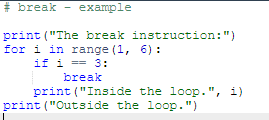 # break - example

print("The break instruction:")
for i in range(1, 6):
    if i == 3:
        break
    print("Inside the loop.", i)
print("Outside the loop.")